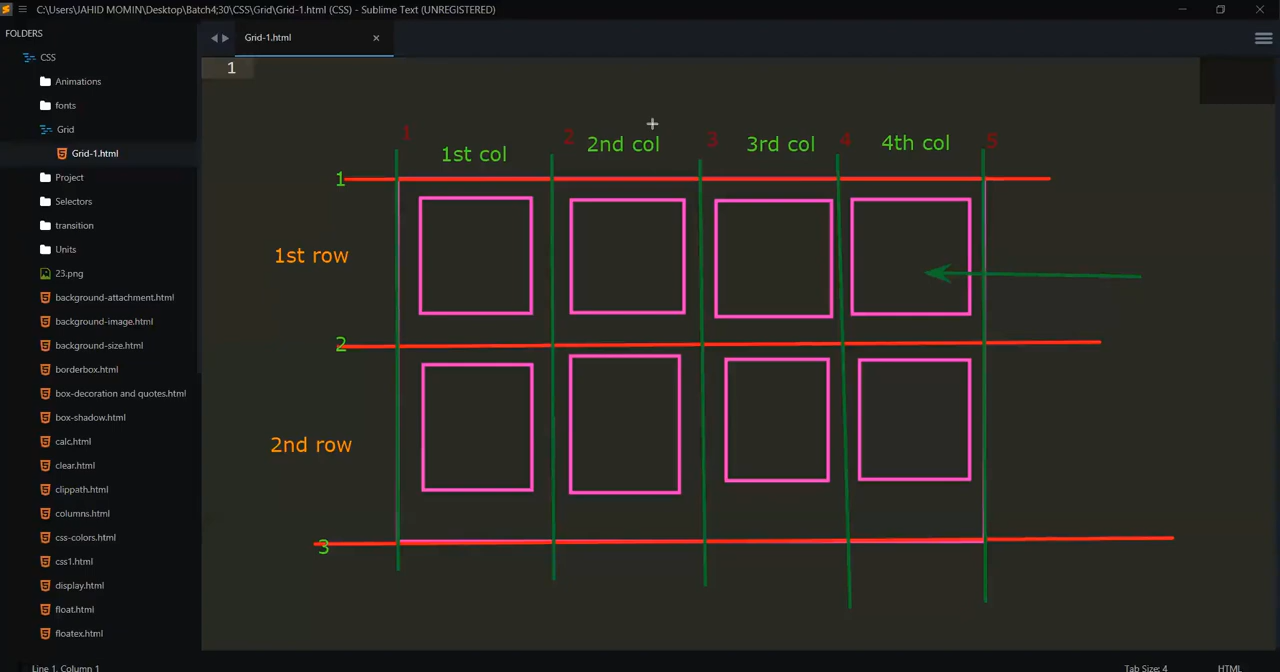 C:\Users\JAHID MOMIN\Desktop\Batch4;30\CSS\Grid\Grid-1.html (CSS) - Sublime Text (UNREGISTERED)
FOLDERS
CSS
Animations
fonts
Grid
Grid-1.html
Project
Selectors
transition
Units
23.png
background-attachment.html
background-image.html
background-size.html
borderbox.html
box-decoration and quotes.html
box-shadow.html
calc.html
clear.html
clippath.html
columns.html
css-colors.html
css1.html
display.html
float.html
floatex.html
Grid-1.html
1
1 2 3 4 5
1st col 2nd col 3rd col 4th col
1
1st row
2
2nd row
3
Line 1, Column 1
Tab Size: 4
HTML